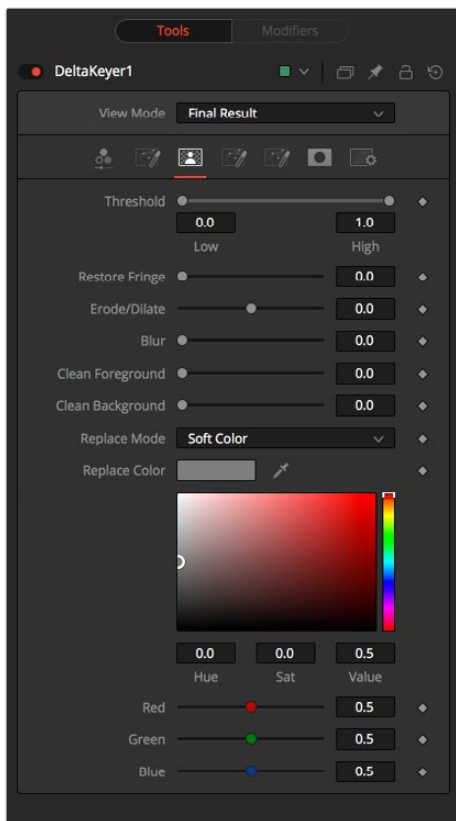 Tools Modifiers
DeltaKeyer1
View Mode Final Result
Threshold
0.0 1.0
Low High
Restore Fringe 0.0
Erode/Dilate 0.0
Blur 0.0
Clean Foreground 0.0
Clean Background 0.0
Replace Mode Soft Color
Replace Color
0.0 0.0 0.5
Hue Sat Value
Red 0.5
Green 0.5
Blue 0.5